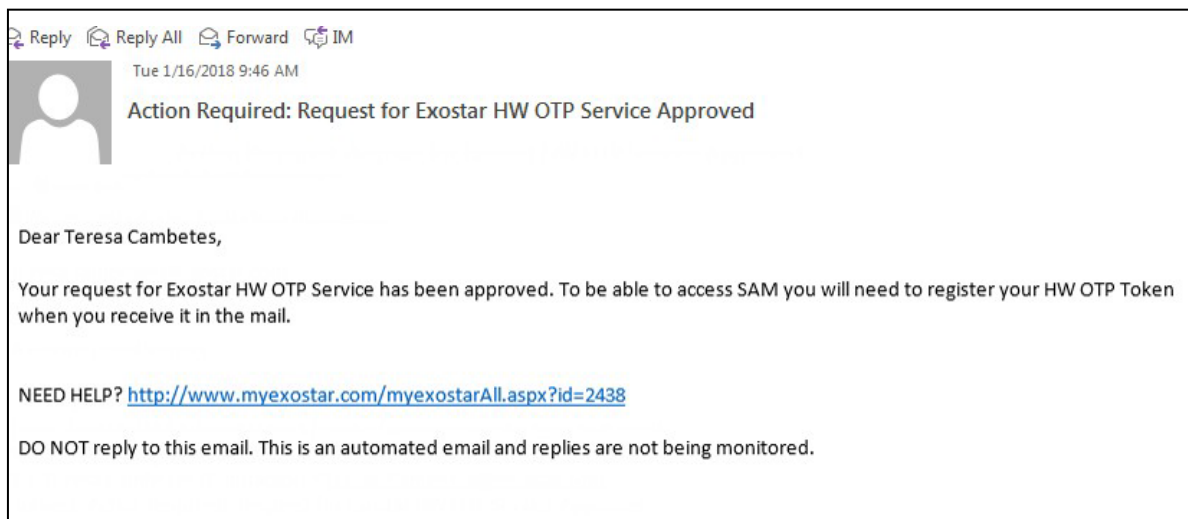 Reply Reply All Forward IM
Tue 1/16/2018 9:46 AM
Action Required: Request for Exostar HW OTP Service Approved
Dear Teresa Cambetes,
Your request for Exostar HW OTP Service has been approved. To be able to access SAM you will need to register your HW OTP Token
when you receive it in the mail.
NEED HELP? http://www.myexostar.com/myexostarAll.aspx?id=2438
DO NOT reply to this email. This is an automated email and replies are not being monitored.